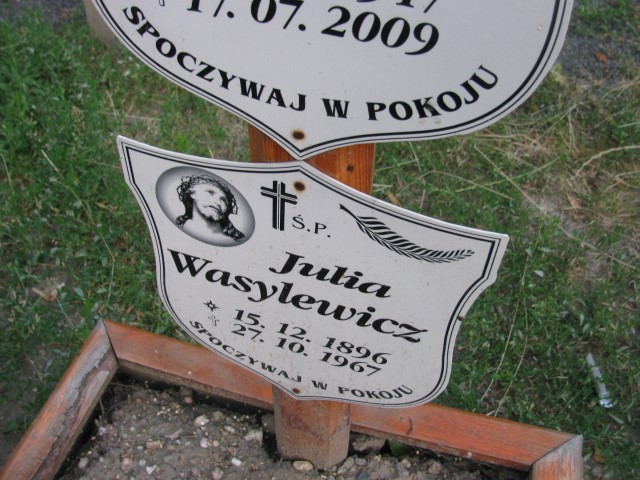 17. 07. 2009
SPOCZYWAJ W POKOJU
Ś.P.
Julia
Wasylewicz
15. 12. 1896
27. 10. 1967
SPOCZYWAJ W POKOJU